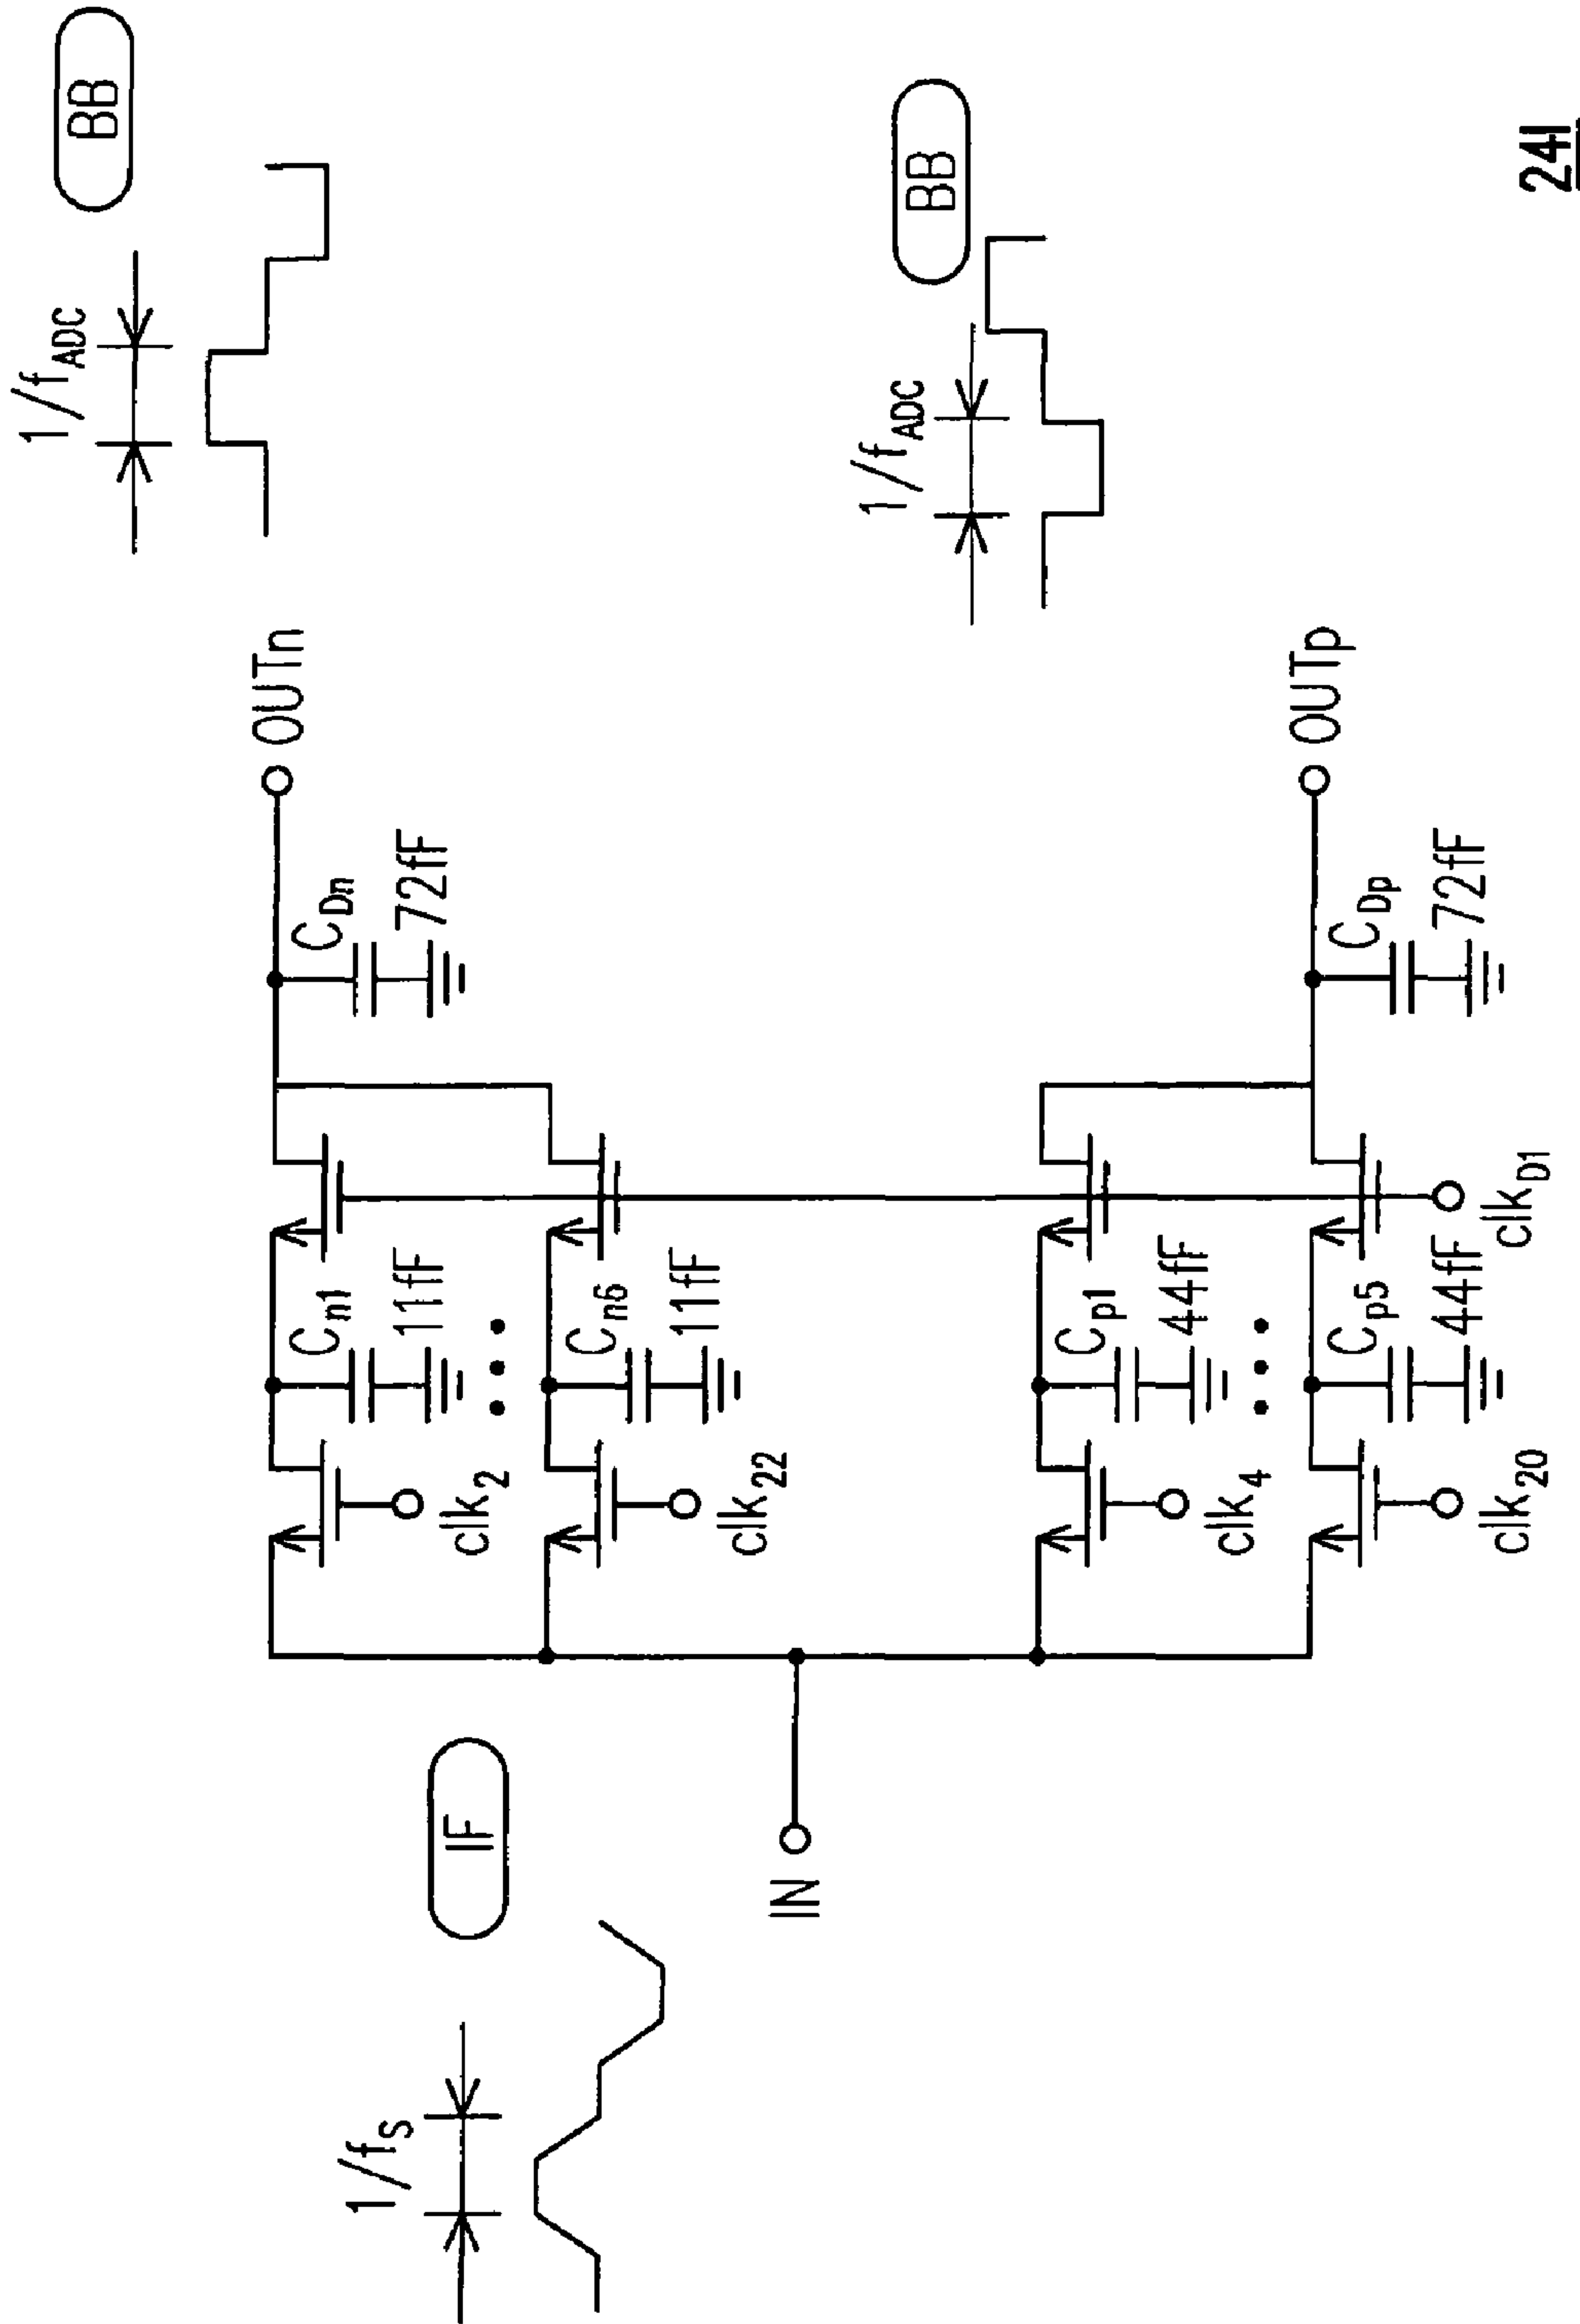 1/fS
IF
IN
clk2
Cn1
11fF
clk22
Cn6
11fF
clk4
Cp1
44fF
clk20
Cp5
44fF
clkD1
CDn
72fF
OUTn
CDp
72fF
OUTp
1/fADC
BB
1/fADC
BB
24I